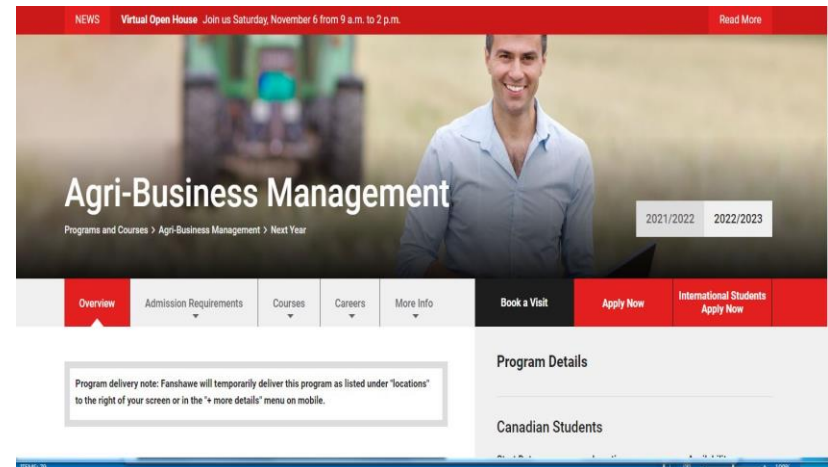 NEWS Virtual Open House Join us Saturday, November 6 from 9 a.m. to 2 p.m. Read More
Agri-Business Management
2021/2022 2022/2023
Programs and Courses > Agri-Business Management > Next Year
Overview Admission Requirements Courses Careers More Info Book a Visit Apply Now International Students
Apply Now
Program Details
Program delivery note: Fanshawe will temporarily deliver this program as listed under "locations"
to the right of your screen or in the "+ more details" menu on mobile.
Canadian Students